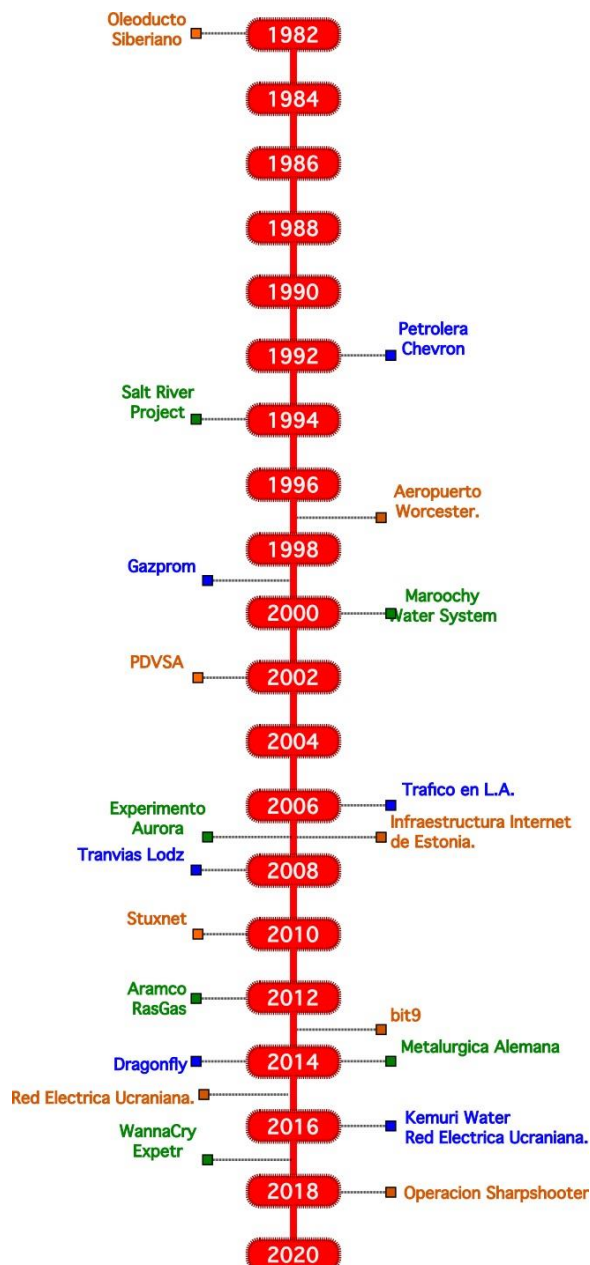 Oleoducto
Siberiano
1982
1984
1986
1988
1990
Petrolera
Chevron
1992
Salt River
Project
1994
1996
Aeropuerto
Worcester.
1998
Gazprom
Maroochy
Water System
2000
PDVSA
2002
2004
Trafico en L.A.
2006
Experimento
Aurora
Infraestructura Internet
de Estonia.
Tranvias Lodz
2008
Stuxnet
2010
Aramco
RasGas
2012
bit9
Metalurgica Alemana
Dragonfly
2014
Red Electrica Ucraniana.
Kemuri Water
Red Electrica Ucraniana.
2016
WannaCry
Expetr
2018
Operacion Sharpshooter
2020